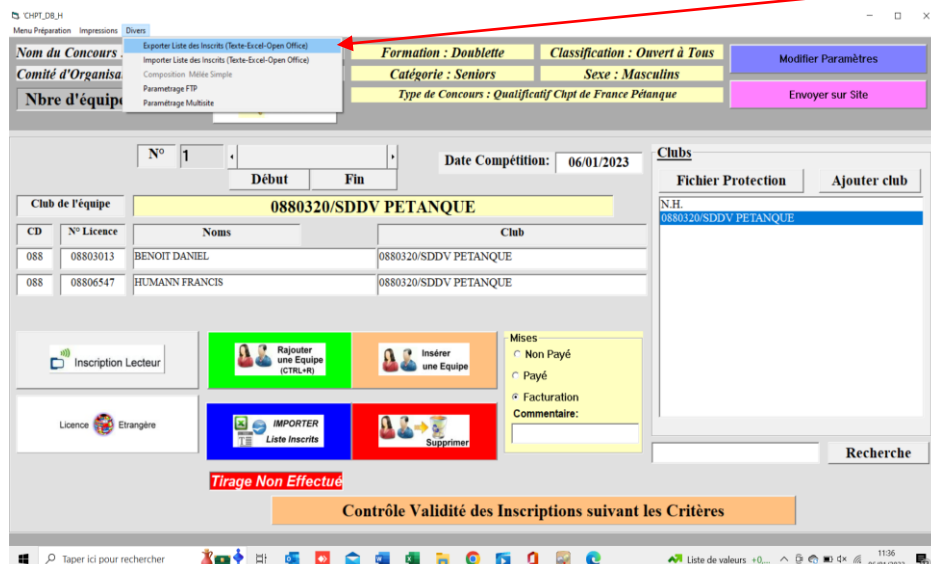 'CHPT_DB_H
Menu Préparation Impressions Divers
Exporter Liste des Inscrits (Texte-Excel-Open Office)
Importer Liste des Inscrits (Texte-Excel-Open Office)
Composition Mélée Simple
Parametrage FTP
Paramétrage Multisite
Nom du Concours
Formation : Doublette
Classification : Ouvert à Tous
Modifier Paramètres
Comité d'Organisa
Catégorie : Seniors
Sexe : Masculins
Nbre d'équipe
Type de Concours : Qualificatif Chpt de France Pétanque
Envoyer sur Site
N° 1
Début Fin
Date Compétition: 06/01/2023
Clubs
Fichier Protection Ajouter club
N.H.
0880320/SDDV PETANQUE
Club de l'équipe
0880320/SDDV PETANQUE
CD N° Licence Noms Club
088 08803013 BENOIT DANIEL 0880320/SDDV PETANQUE
088 08806547 HUMANN FRANCIS 0880320/SDDV PETANQUE
Inscription Lecteur
Rajouter
une Equipe
(CTRL+R)
Insérer
une Equipe
Mises
Non Payé
Payé
Facturation
Commentaire:
Licence Etrangère
IMPORTER
Liste Inscrits
Supprimer
Recherche
Tirage Non Effectué
Contrôle Validité des Inscriptions suivant les Critères
Taper ici pour rechercher
Liste de valeurs +0,...
11:36
06/01/2023